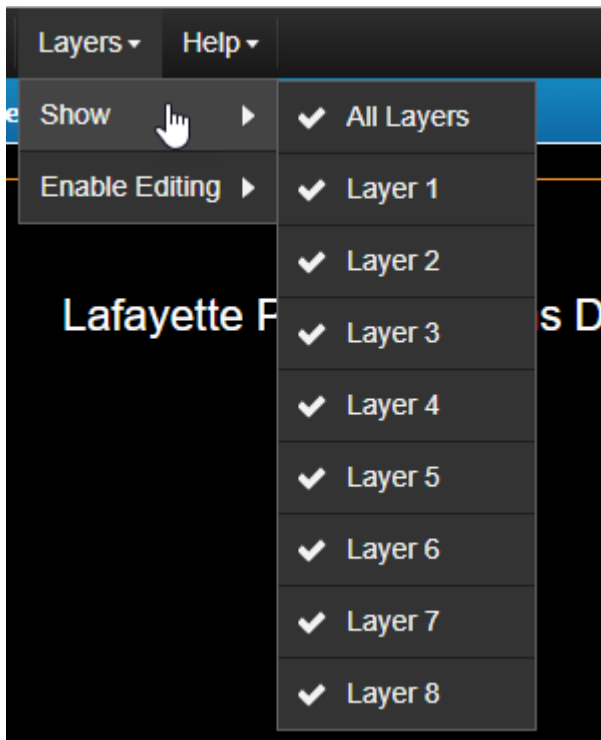 Layers Help
Show
Enable Editing
All Layers
Layer 1
Layer 2
Layer 3
Layer 4
Layer 5
Layer 6
Layer 7
Layer 8
Lafayette